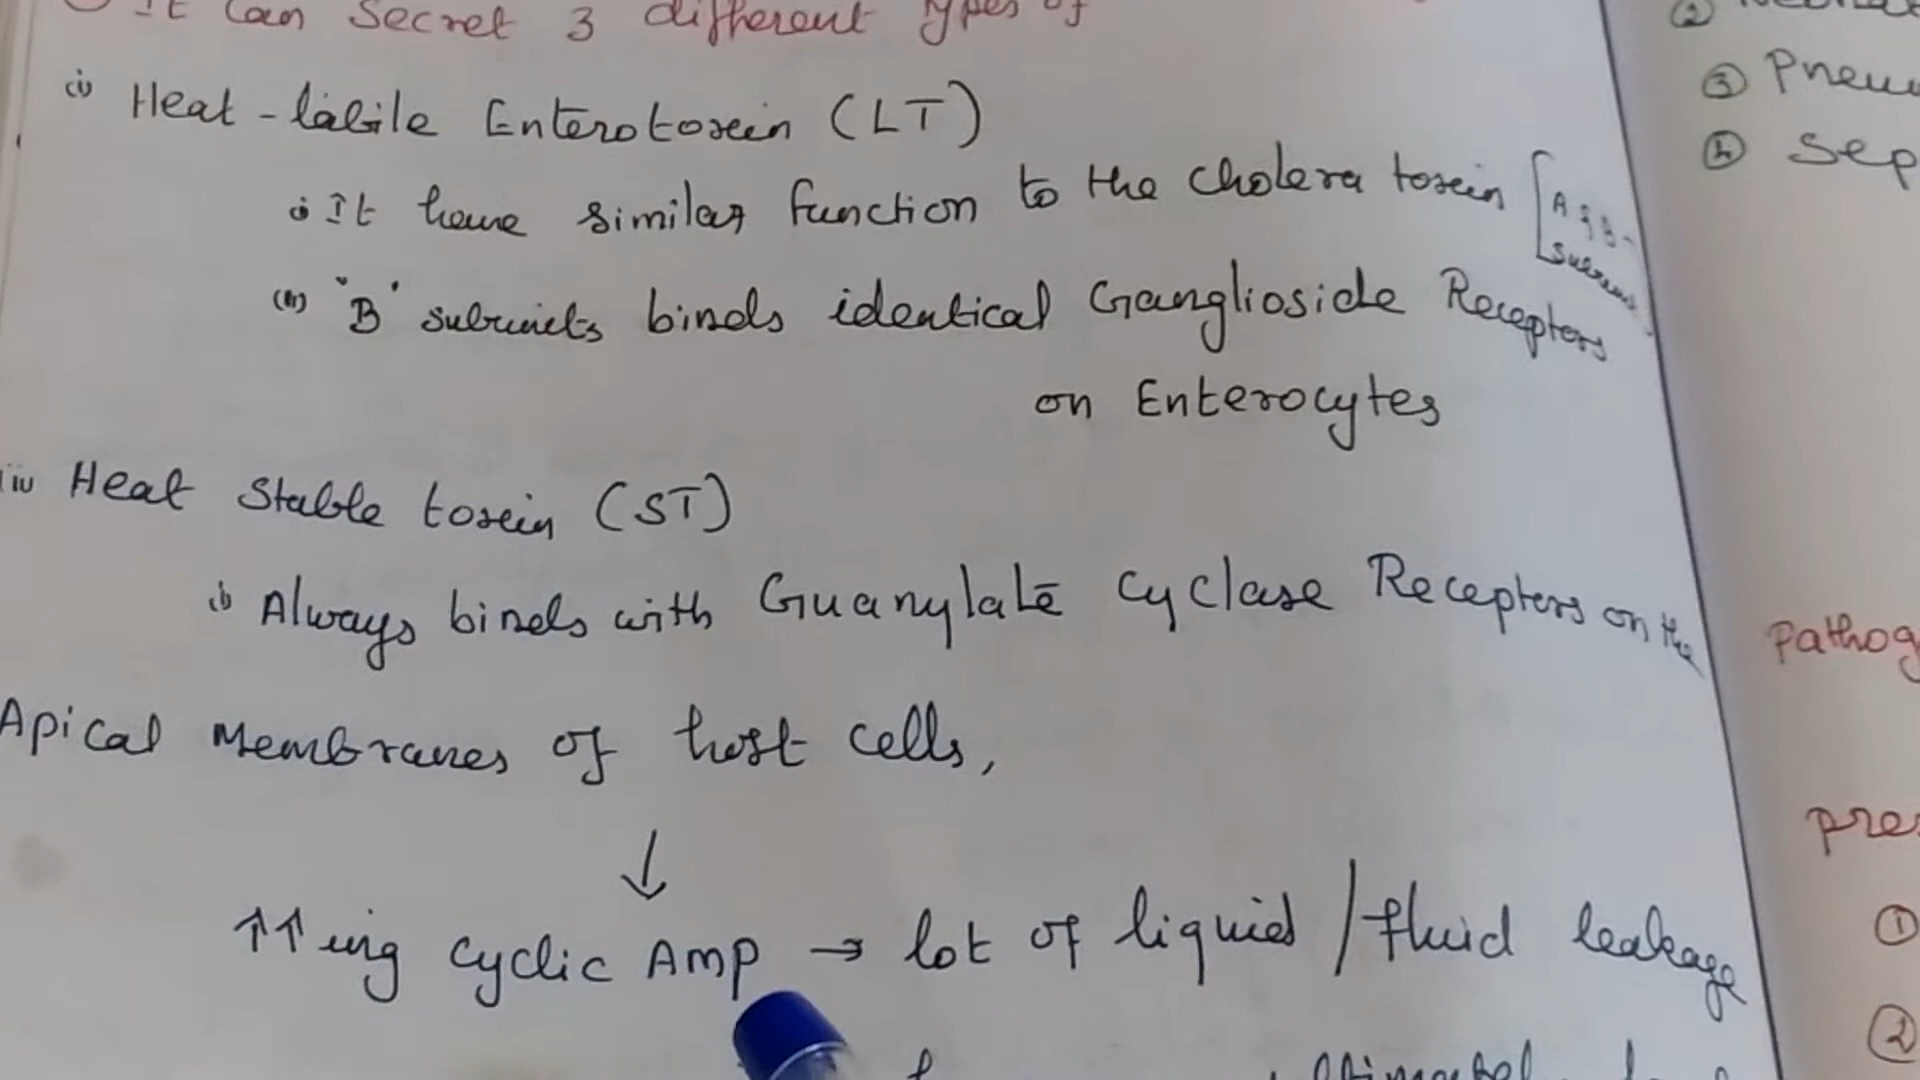 It can secret 3 different types of
(i) Heat-labile Enterotoxin (LT)
(i) It have similar function to the cholera toxin [A & B-
subunits
(ii) "B" subunits binds identical Ganglioside Receptors
on Enterocytes
(ii) Heat Stable toxin (ST)
(i) Always binds with Guanylate Cyclase Receptors on the
Apical Membranes of host cells,
↓
↑↑ing cyclic AMP → lot of liquid/fluid leakage
②
③ Pneu
④ Sep
Pathog
pre
①
②